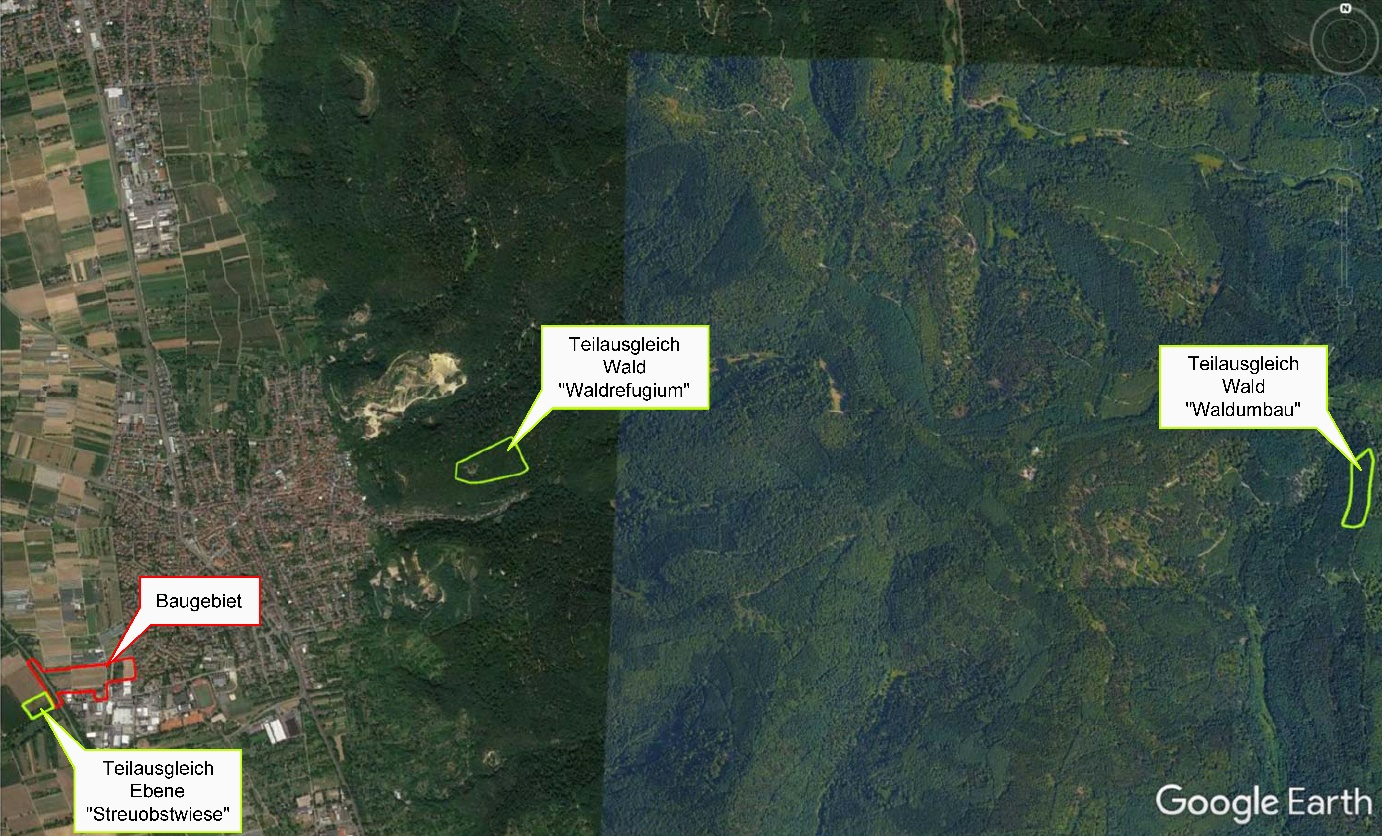 N
Teilausgleich
Wald
"Waldrefugium"
Teilausgleich
Wald
"Waldumbau"
Baugebiet
Teilausgleich
Ebene
"Streuobstwiese"
Google Earth